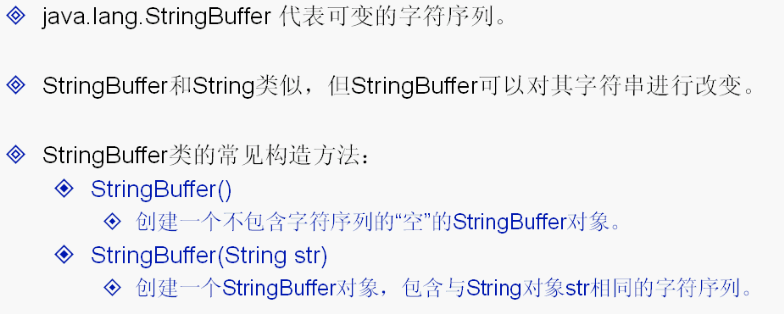 java.lang.StringBuffer 代表可变的字符序列。
StringBuffer和String类似，但StringBuffer可以对其字符串进行改变。
StringBuffer类的常见构造方法：
StringBuffer()
创建一个不包含字符序列的“空”的StringBuffer对象。
StringBuffer(String str)
创建一个StringBuffer对象，包含与String对象str相同的字符序列。